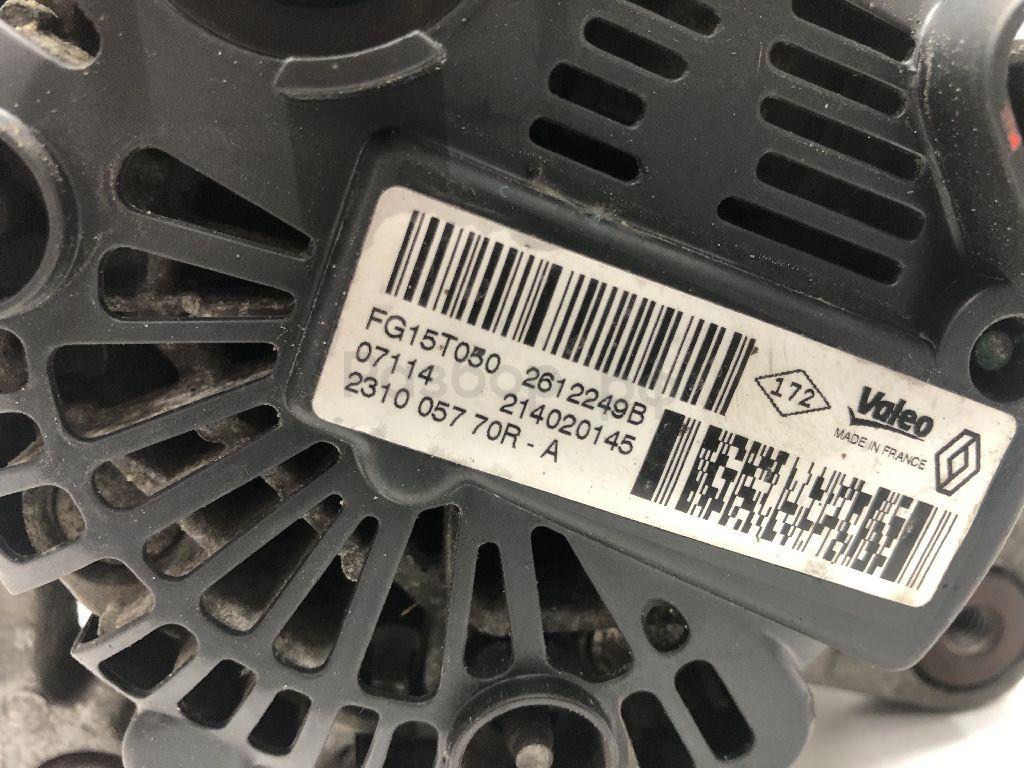 FG15T050 2612249B
07114 214020145
2310 057 70R - A
172
Valeo
MADE IN FRANCE